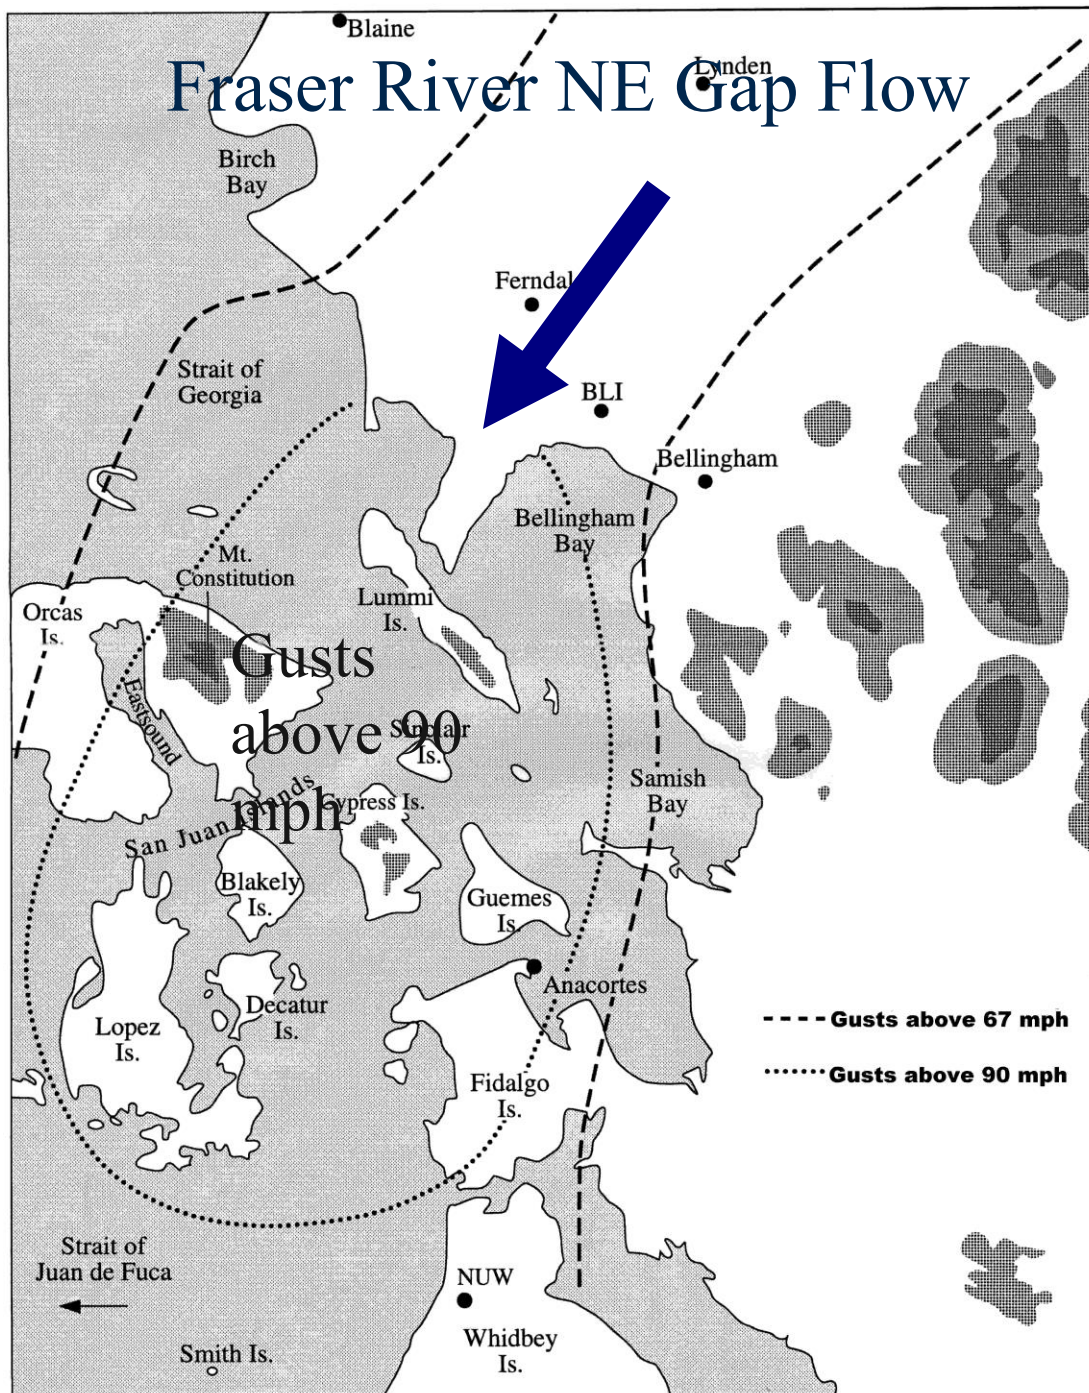 Blaine
Fraser River NE Gap Flow
Lynden
Birch
Bay
Ferndal
Strait of
Georgia
BLI
Bellingham
Bellingham
Bay
Mt.
Constitution
Orcas
Is.
Lummi
Is.
Gusts
above 90
mph
Eastsound
Sinclair
Is.
Samish
Bay
Cypress Is.
San Juan Islands
Blakely
Is.
Guemes
Is.
Anacortes
Decatur
Is.
Lopez
Is.
Gusts above 67 mph
Gusts above 90 mph
Fidalgo
Is.
Strait of
Juan de Fuca
NUW
Whidbey
Is.
Smith Is.